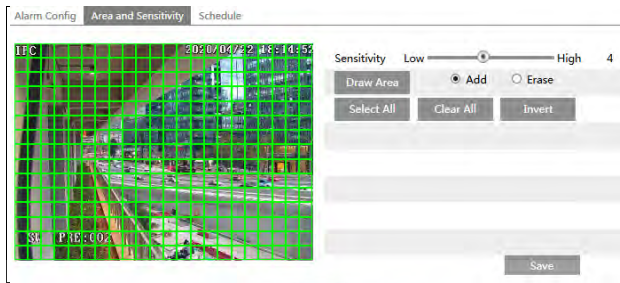 Alarm Config Area and Sensitivity Schedule
IPC 2020/04/22 18:14:52
Sensitivity Low High 4
Draw Area Add Erase
Select All Clear All Invert
PRE:002
Save